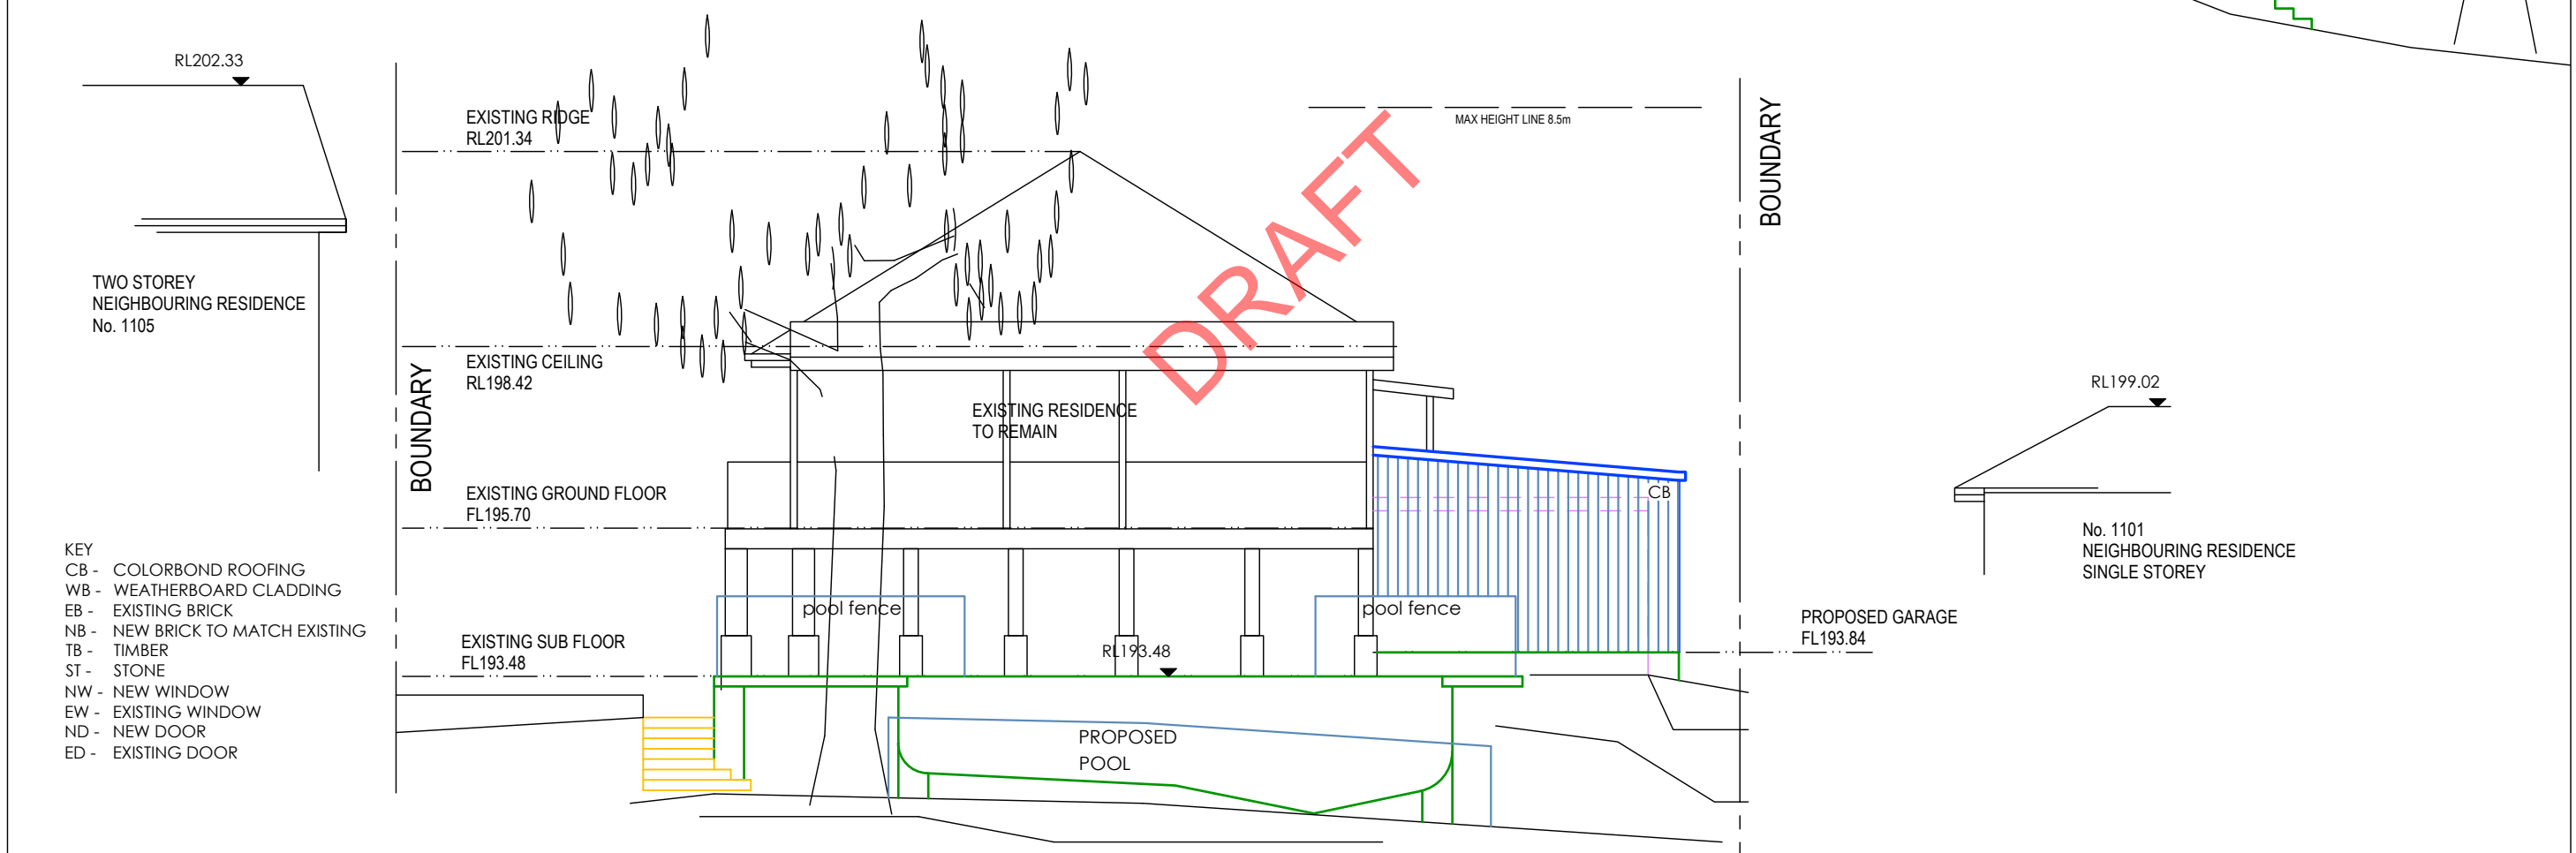 RL202.33
EXISTING RIDGE
RL201.34
MAX HEIGHT LINE 8.5m
BOUNDARY
DRAFT
TWO STOREY
NEIGHBOURING RESIDENCE
No. 1105
EXISTING CEILING
RL198.42
BOUNDARY
EXISTING RESIDENCE
TO REMAIN
RL199.02
EXISTING GROUND FLOOR
FL195.70
CB
No. 1101
NEIGHBOURING RESIDENCE
SINGLE STOREY
KEY
CB - COLORBOND ROOFING
WB - WEATHERBOARD CLADDING
EB - EXISTING BRICK
NB - NEW BRICK TO MATCH EXISTING
TB - TIMBER
ST - STONE
NW - NEW WINDOW
EW - EXISTING WINDOW
ND - NEW DOOR
ED - EXISTING DOOR
pool fence
pool fence
PROPOSED GARAGE
FL193.84
EXISTING SUB FLOOR
FL193.48
RL193.48
PROPOSED
POOL